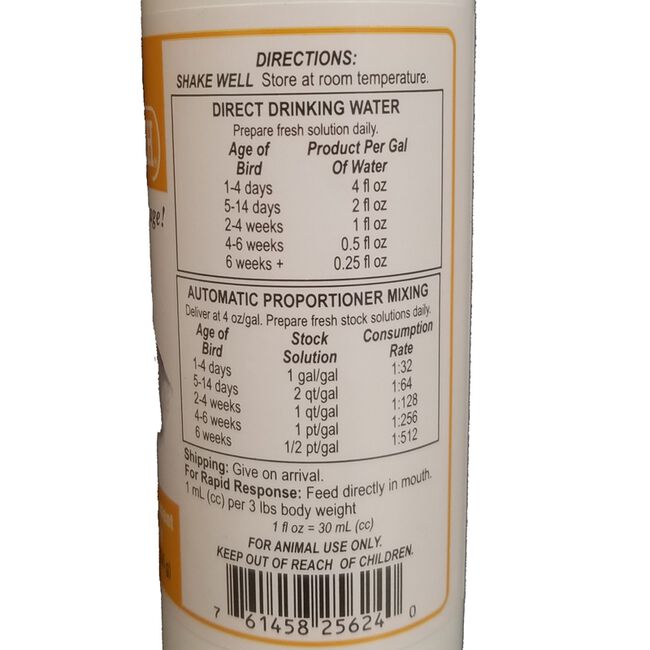 DIRECTIONS:
SHAKE WELL Store at room temperature.
DIRECT DRINKING WATER
Prepare fresh solution daily.
Age of Bird Product Per Gal Of Water
1-4 days 4 fl oz
5-14 days 2 fl oz
2-4 weeks 1 fl oz
4-6 weeks 0.5 fl oz
6 weeks + 0.25 fl oz
AUTOMATIC PROPORTIONER MIXING
Deliver at 4 oz/gal. Prepare fresh stock solutions daily.
Age of Bird Stock Solution Consumption Rate
1-4 days 1 gal/gal 1:32
5-14 days 2 qt/gal 1:64
2-4 weeks 1 qt/gal 1:128
4-6 weeks 1 pt/gal 1:256
6 weeks 1/2 pt/gal 1:512
Shipping: Give on arrival.
For Rapid Response: Feed directly in mouth.
1 mL (cc) per 3 lbs body weight
1 fl oz = 30 mL (cc)
FOR ANIMAL USE ONLY.
KEEP OUT OF REACH OF CHILDREN.
7 61458 25624 0